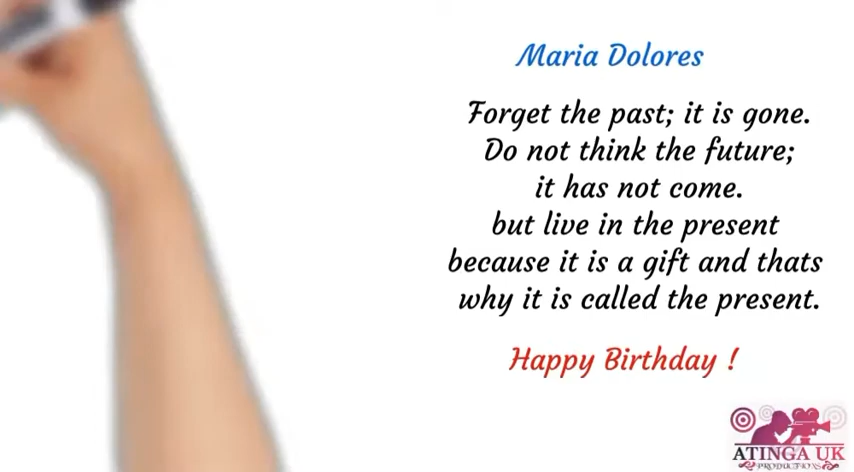 Maria Dolores
Forget the past; it is gone.
Do not think the future;
it has not come.
but live in the present
because it is a gift and thats
why it is called the present.
Happy Birthday !
ATINGA UK
PRODUCTIONS